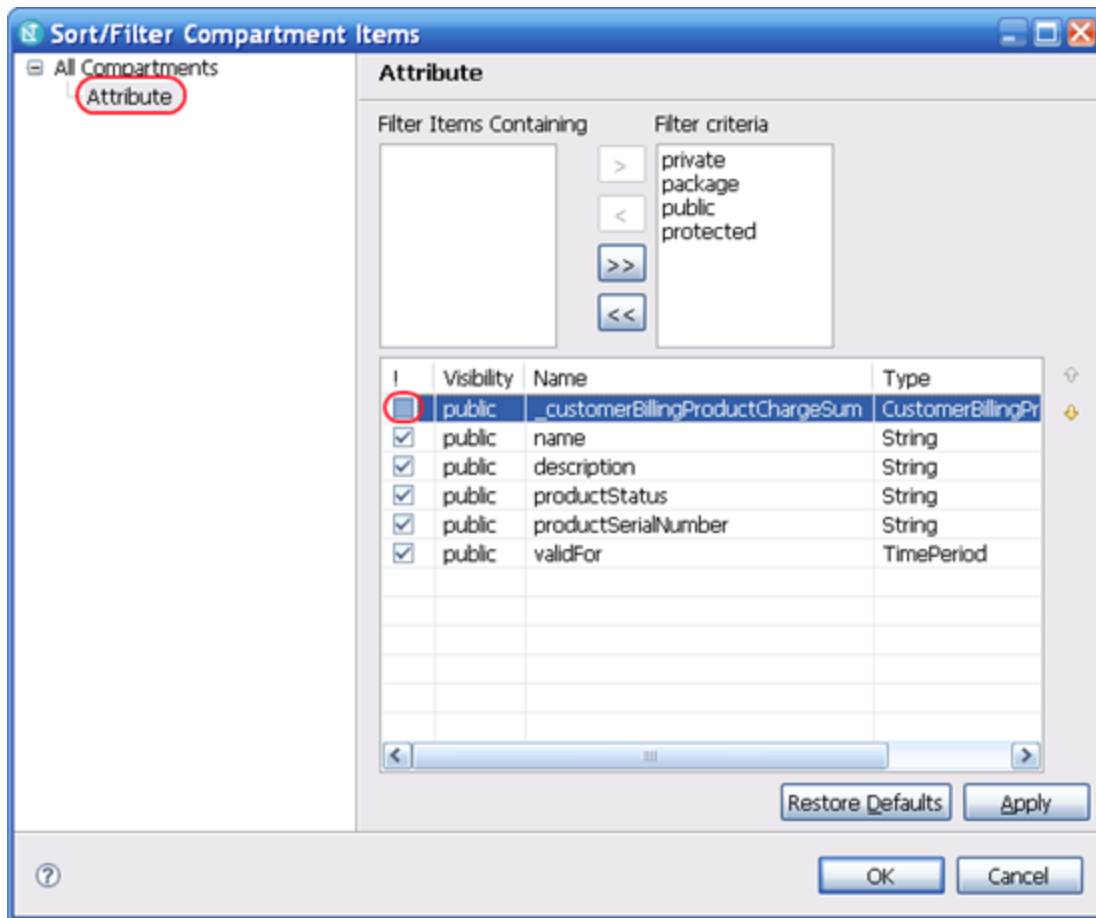 Sort/Filter Compartment Items
All Compartments
Attribute
Attribute
Filter Items Containing
Filter criteria
>
<
>>
<<
private
package
public
protected
! Visibility Name Type
public _customerBillingProductChargeSum CustomerBillingPr
public name String
public description String
public productStatus String
public productSerialNumber String
public validFor TimePeriod
Restore Defaults Apply
? OK Cancel